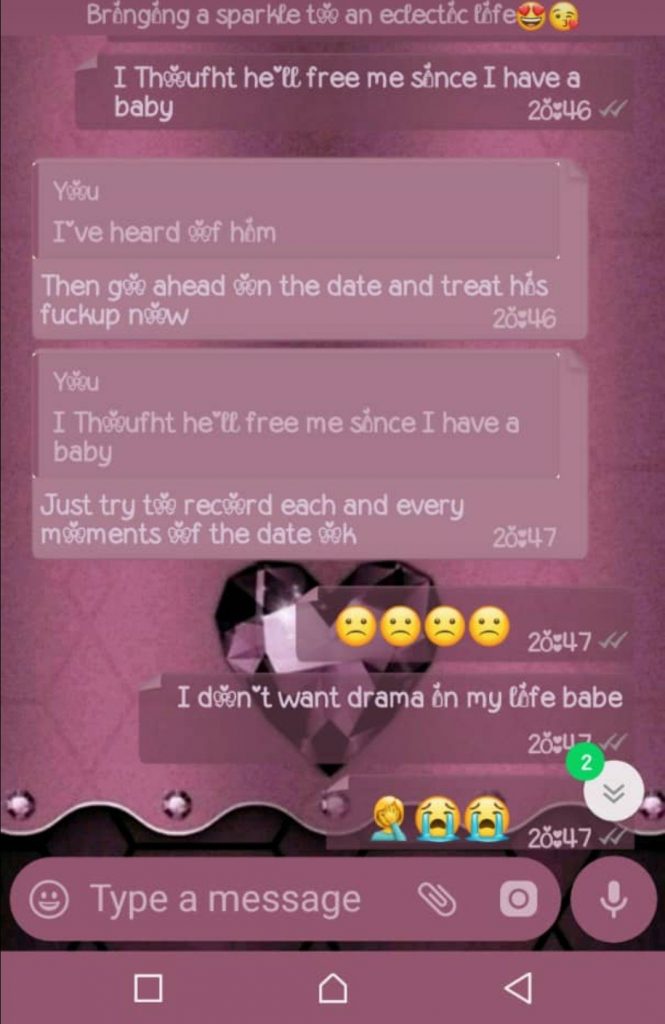 Bringing a sparkle too an eclectic life😍😘
I Thoufht he'll free me since I have a
baby
20:46
You
I've heard of him
Then go ahead on the date and treat his
fuckup now
20:46
You
I Thoufht he'll free me since I have a
baby
Just try to record each and every
moments of the date ok
20:47
😕😕😕😕
20:47
I don't want drama in my life babe
20:47
2
🤦😭😭
20:47
Type a message